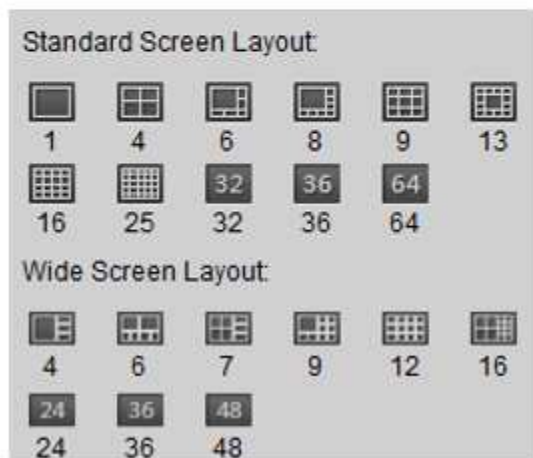 Standard Screen Layout:
1 4 6 8 9 13
32 36 64
16 25 32 36 64
Wide Screen Layout:
4 6 7 9 12 16
24 36 48
24 36 48